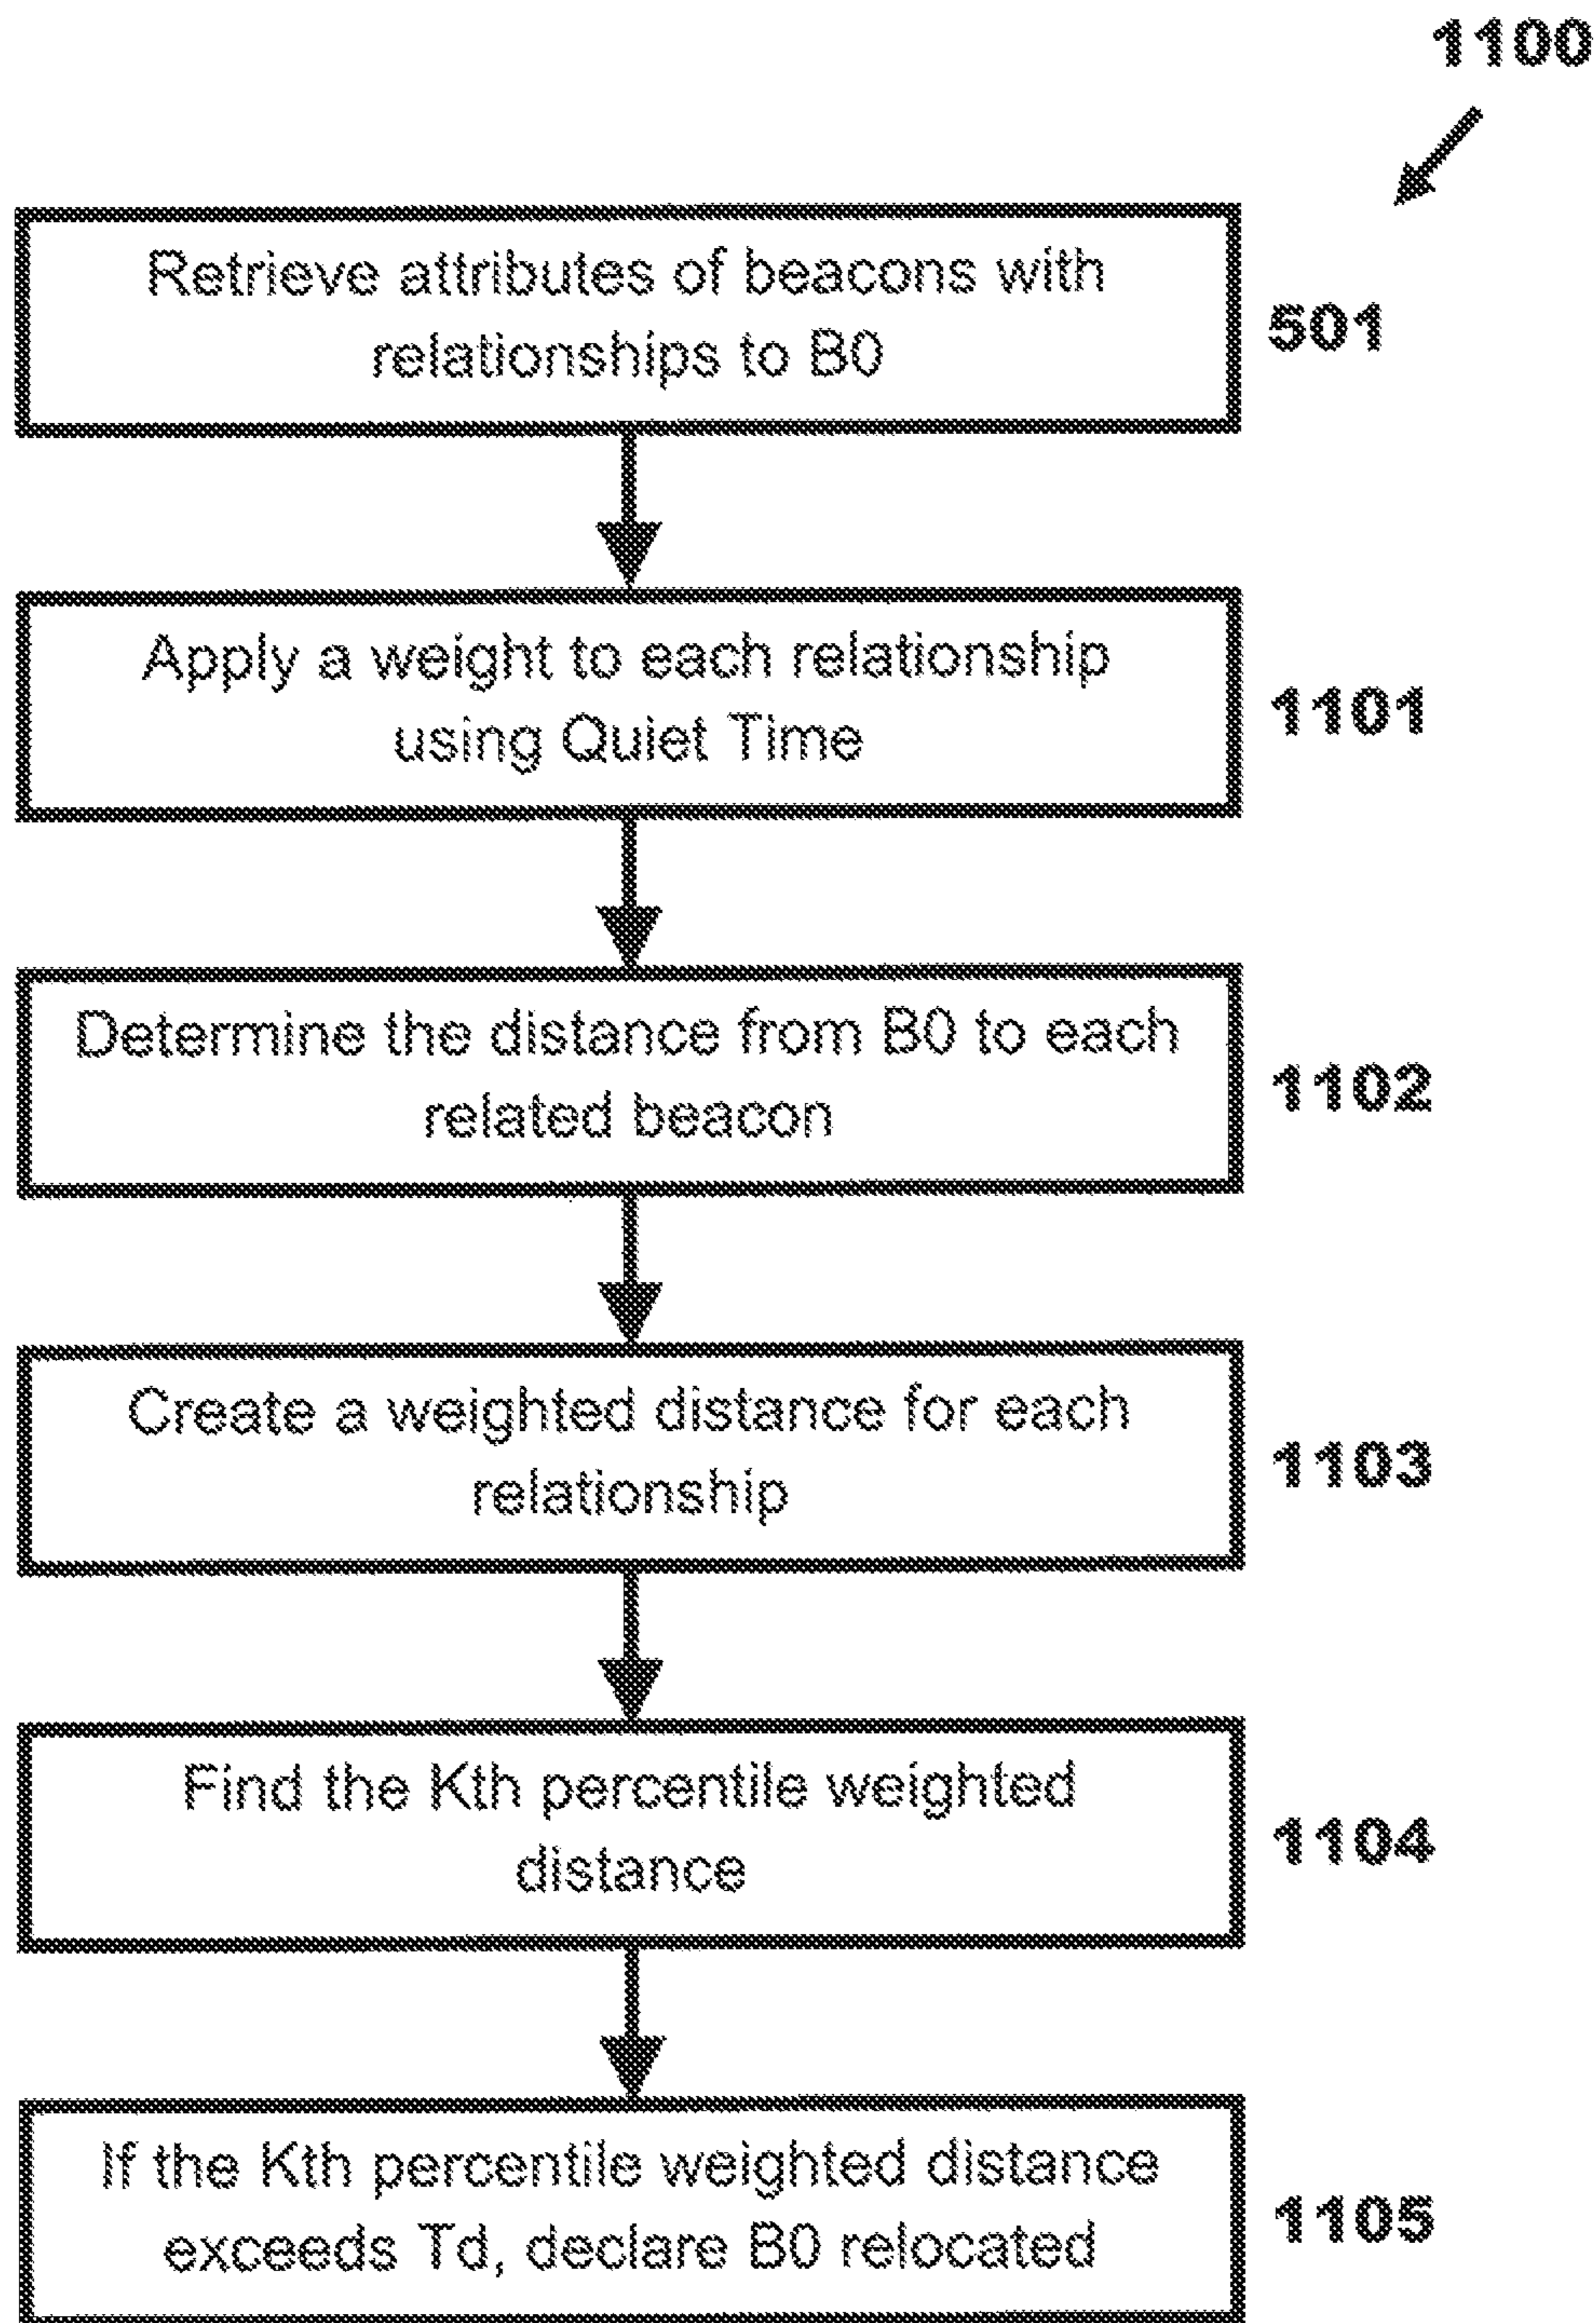 1100
Retrieve attributes of beacons with
relationships to B0
501
Apply a weight to each relationship
using Quiet Time
1101
Determine the distance from B0 to each
related beacon
1102
Create a weighted distance for each
relationship
1103
Find the Kth percentile weighted
distance
1104
If the Kth percentile weighted distance
exceeds Td, declare B0 relocated
1105